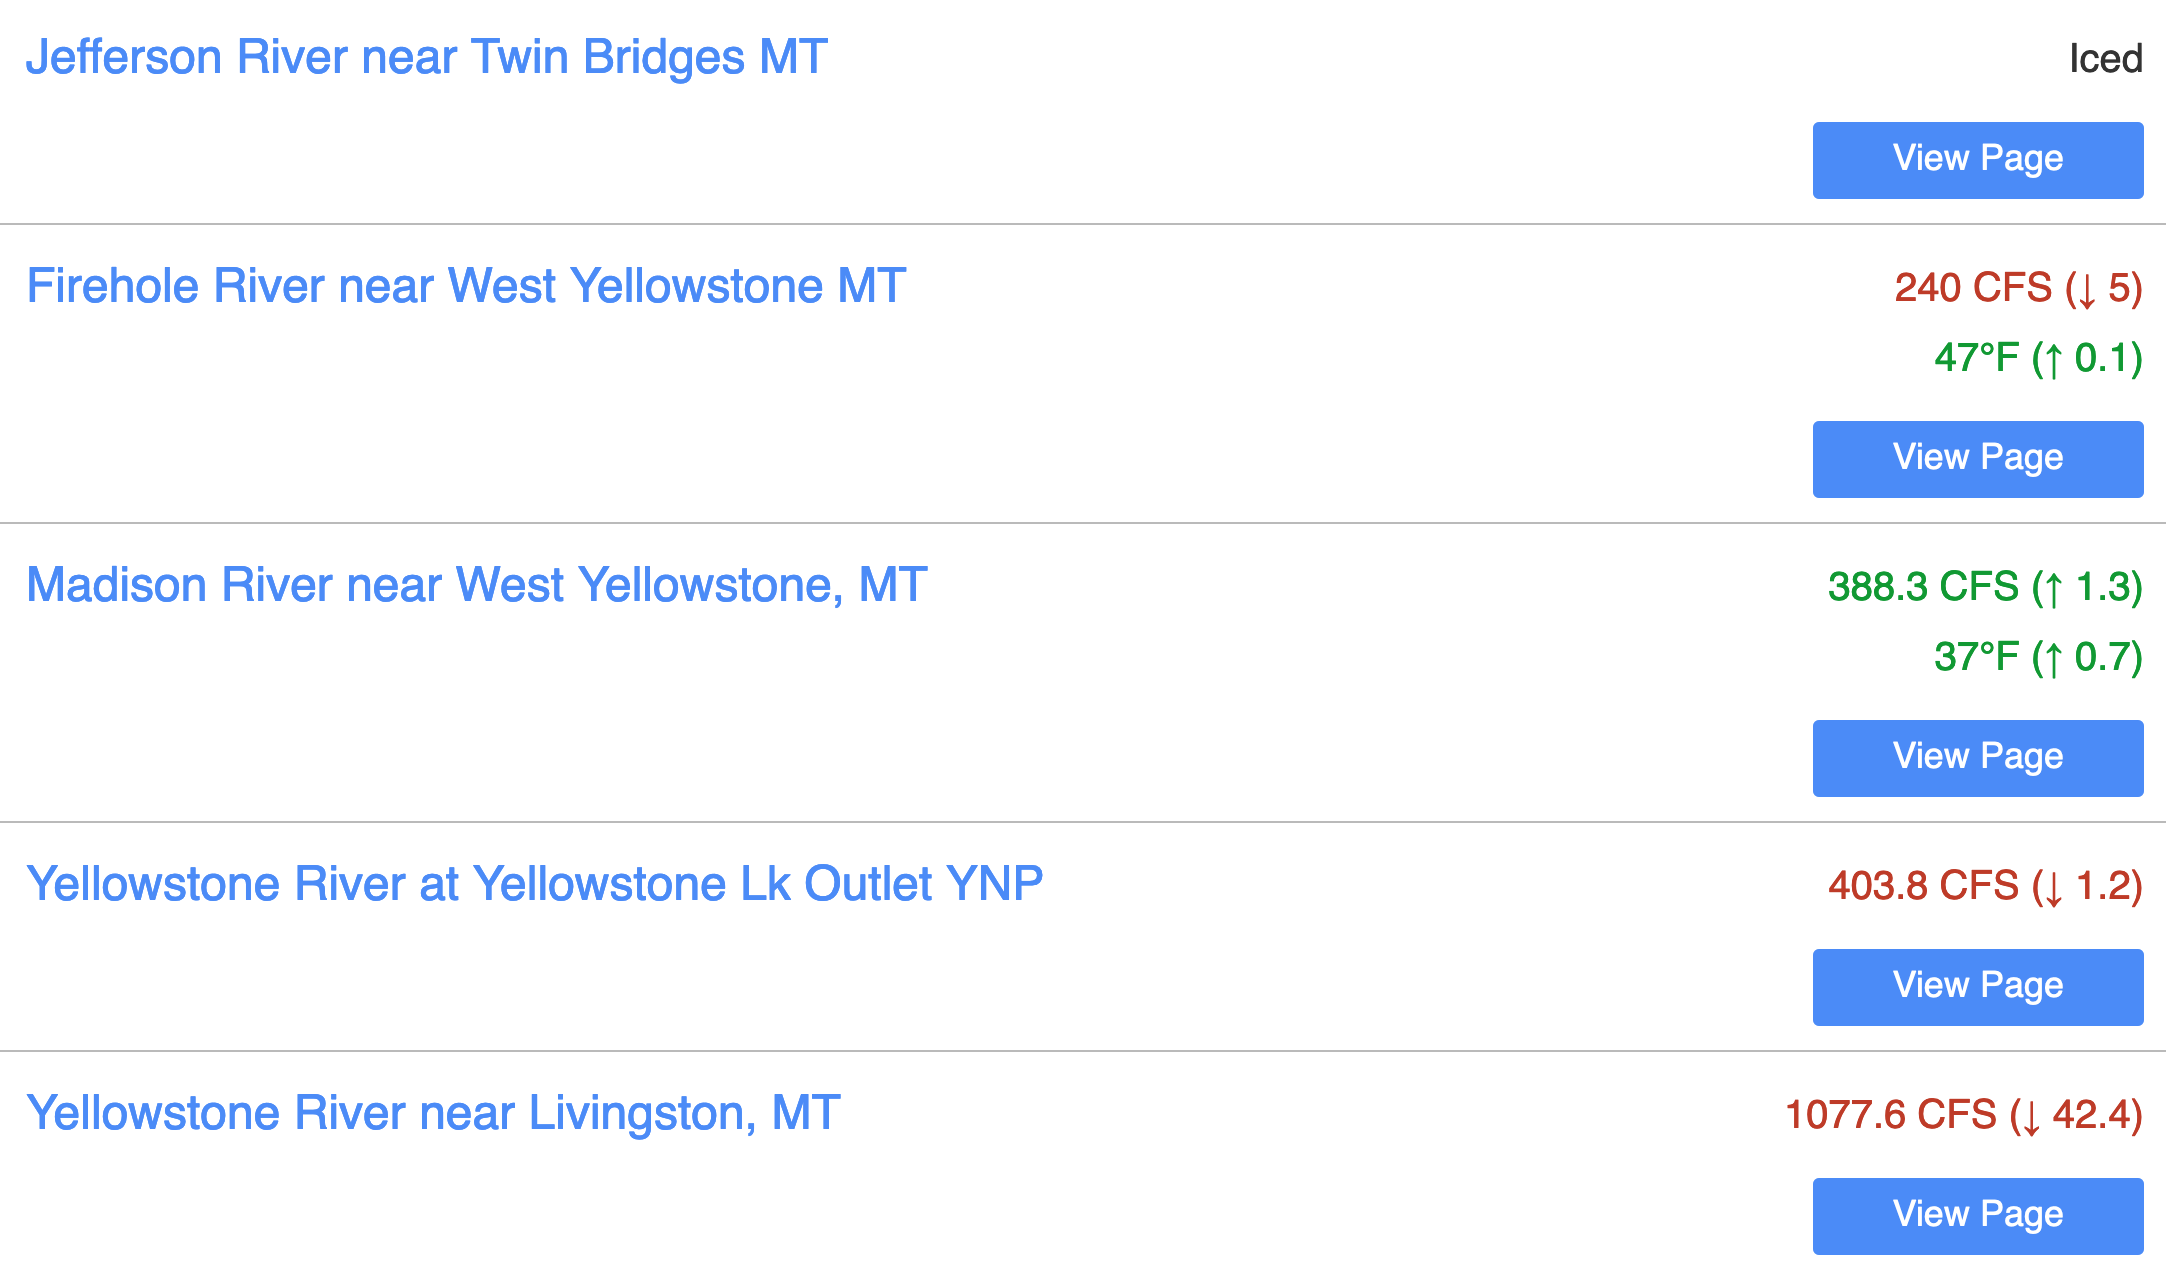 Jefferson River near Twin Bridges MT
Iced
View Page
Firehole River near West Yellowstone MT
240 CFS (↓ 5)
47°F (↑ 0.1)
View Page
Madison River near West Yellowstone, MT
388.3 CFS (↑ 1.3)
37°F (↑ 0.7)
View Page
Yellowstone River at Yellowstone Lk Outlet YNP
403.8 CFS (↓ 1.2)
View Page
Yellowstone River near Livingston, MT
1077.6 CFS (↓ 42.4)
View Page